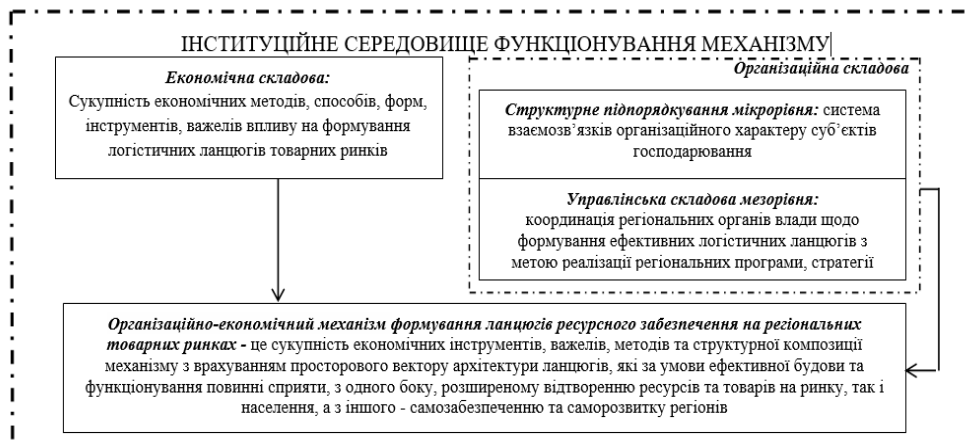 ІНСТИТУЦІЙНЕ СЕРЕДОВИЩЕ ФУНКЦІОНУВАННЯ МЕХАНІЗМУ
Економічна складова:
Сукупність економічних методів, способів, форм,
інструментів, важелів впливу на формування
логістичних ланцюгів товарних ринків
Організаційна складова
Структурне підпорядкування мікрорівня: система
взаємозв’язків організаційного характеру суб’єктів
господарювання
Управлінська складова мезорівня:
координація регіональних органів влади щодо
формування ефективних логістичних ланцюгів з
метою реалізації регіональних програми, стратегії
Організаційно-економічний механізм формування ланцюгів ресурсного забезпечення на регіональних
товарних ринках - це сукупність економічних інструментів, важелів, методів та структурної композиції
механізму з врахуванням просторового вектору архітектури ланцюгів, які за умови ефективної будови та
функціонування повинні сприяти, з одного боку, розширеному відтворенню ресурсів та товарів на ринку, так і
населення, а з іншого - самозабезпеченню та саморозвитку регіонів